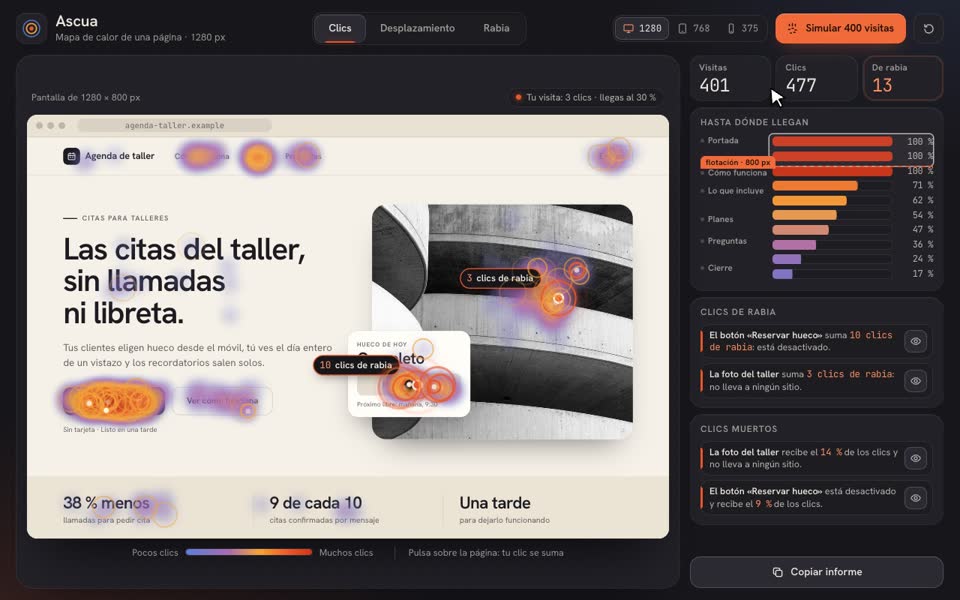 Ascua
Mapa de calor de una página · 1280 px
Clics
Desplazamiento
Rabia
1280
768
375
Simular 400 visitas
Pantalla de 1280 × 800 px
Tu visita: 3 clics · llegas al 30 %
agenda-taller.example
Agenda de taller
CITAS PARA TALLERES
Las citas del taller,
sin llamadas
ni libreta.
Tus clientes eligen hueco desde el móvil, tú ves el día entero
de un vistazo y los recordatorios salen solos.
Ver cómo funciona
Sin tarjeta · Listo en una tarde
3 clics de rabia
HUECO DE HOY
10 clics de rabia
38 % menos
llamadas para pedir cita
9 de cada 10
citas confirmadas por mensaje
Una tarde
para dejarlo funcionando
Pocos clics
Muchos clics
Pulsa sobre la página: tu clic se suma
Visitas
401
Clics
477
De rabia
13
HASTA DÓNDE LLEGAN
Portada
100 %
100 %
flotación · 800 px
Cómo funciona
100 %
71 %
Lo que incluye
62 %
Planes
54 %
47 %
Preguntas
36 %
24 %
Cierre
17 %
CLICS DE RABIA
El botón «Reservar hueco» suma 10 clics
de rabia: está desactivado.
La foto del taller suma 3 clics de rabia:
no lleva a ningún sitio.
CLICS MUERTOS
La foto del taller recibe el 14 % de los clics y
no lleva a ningún sitio.
El botón «Reservar hueco» está desactivado
y recibe el 9 % de los clics.
Copiar informe